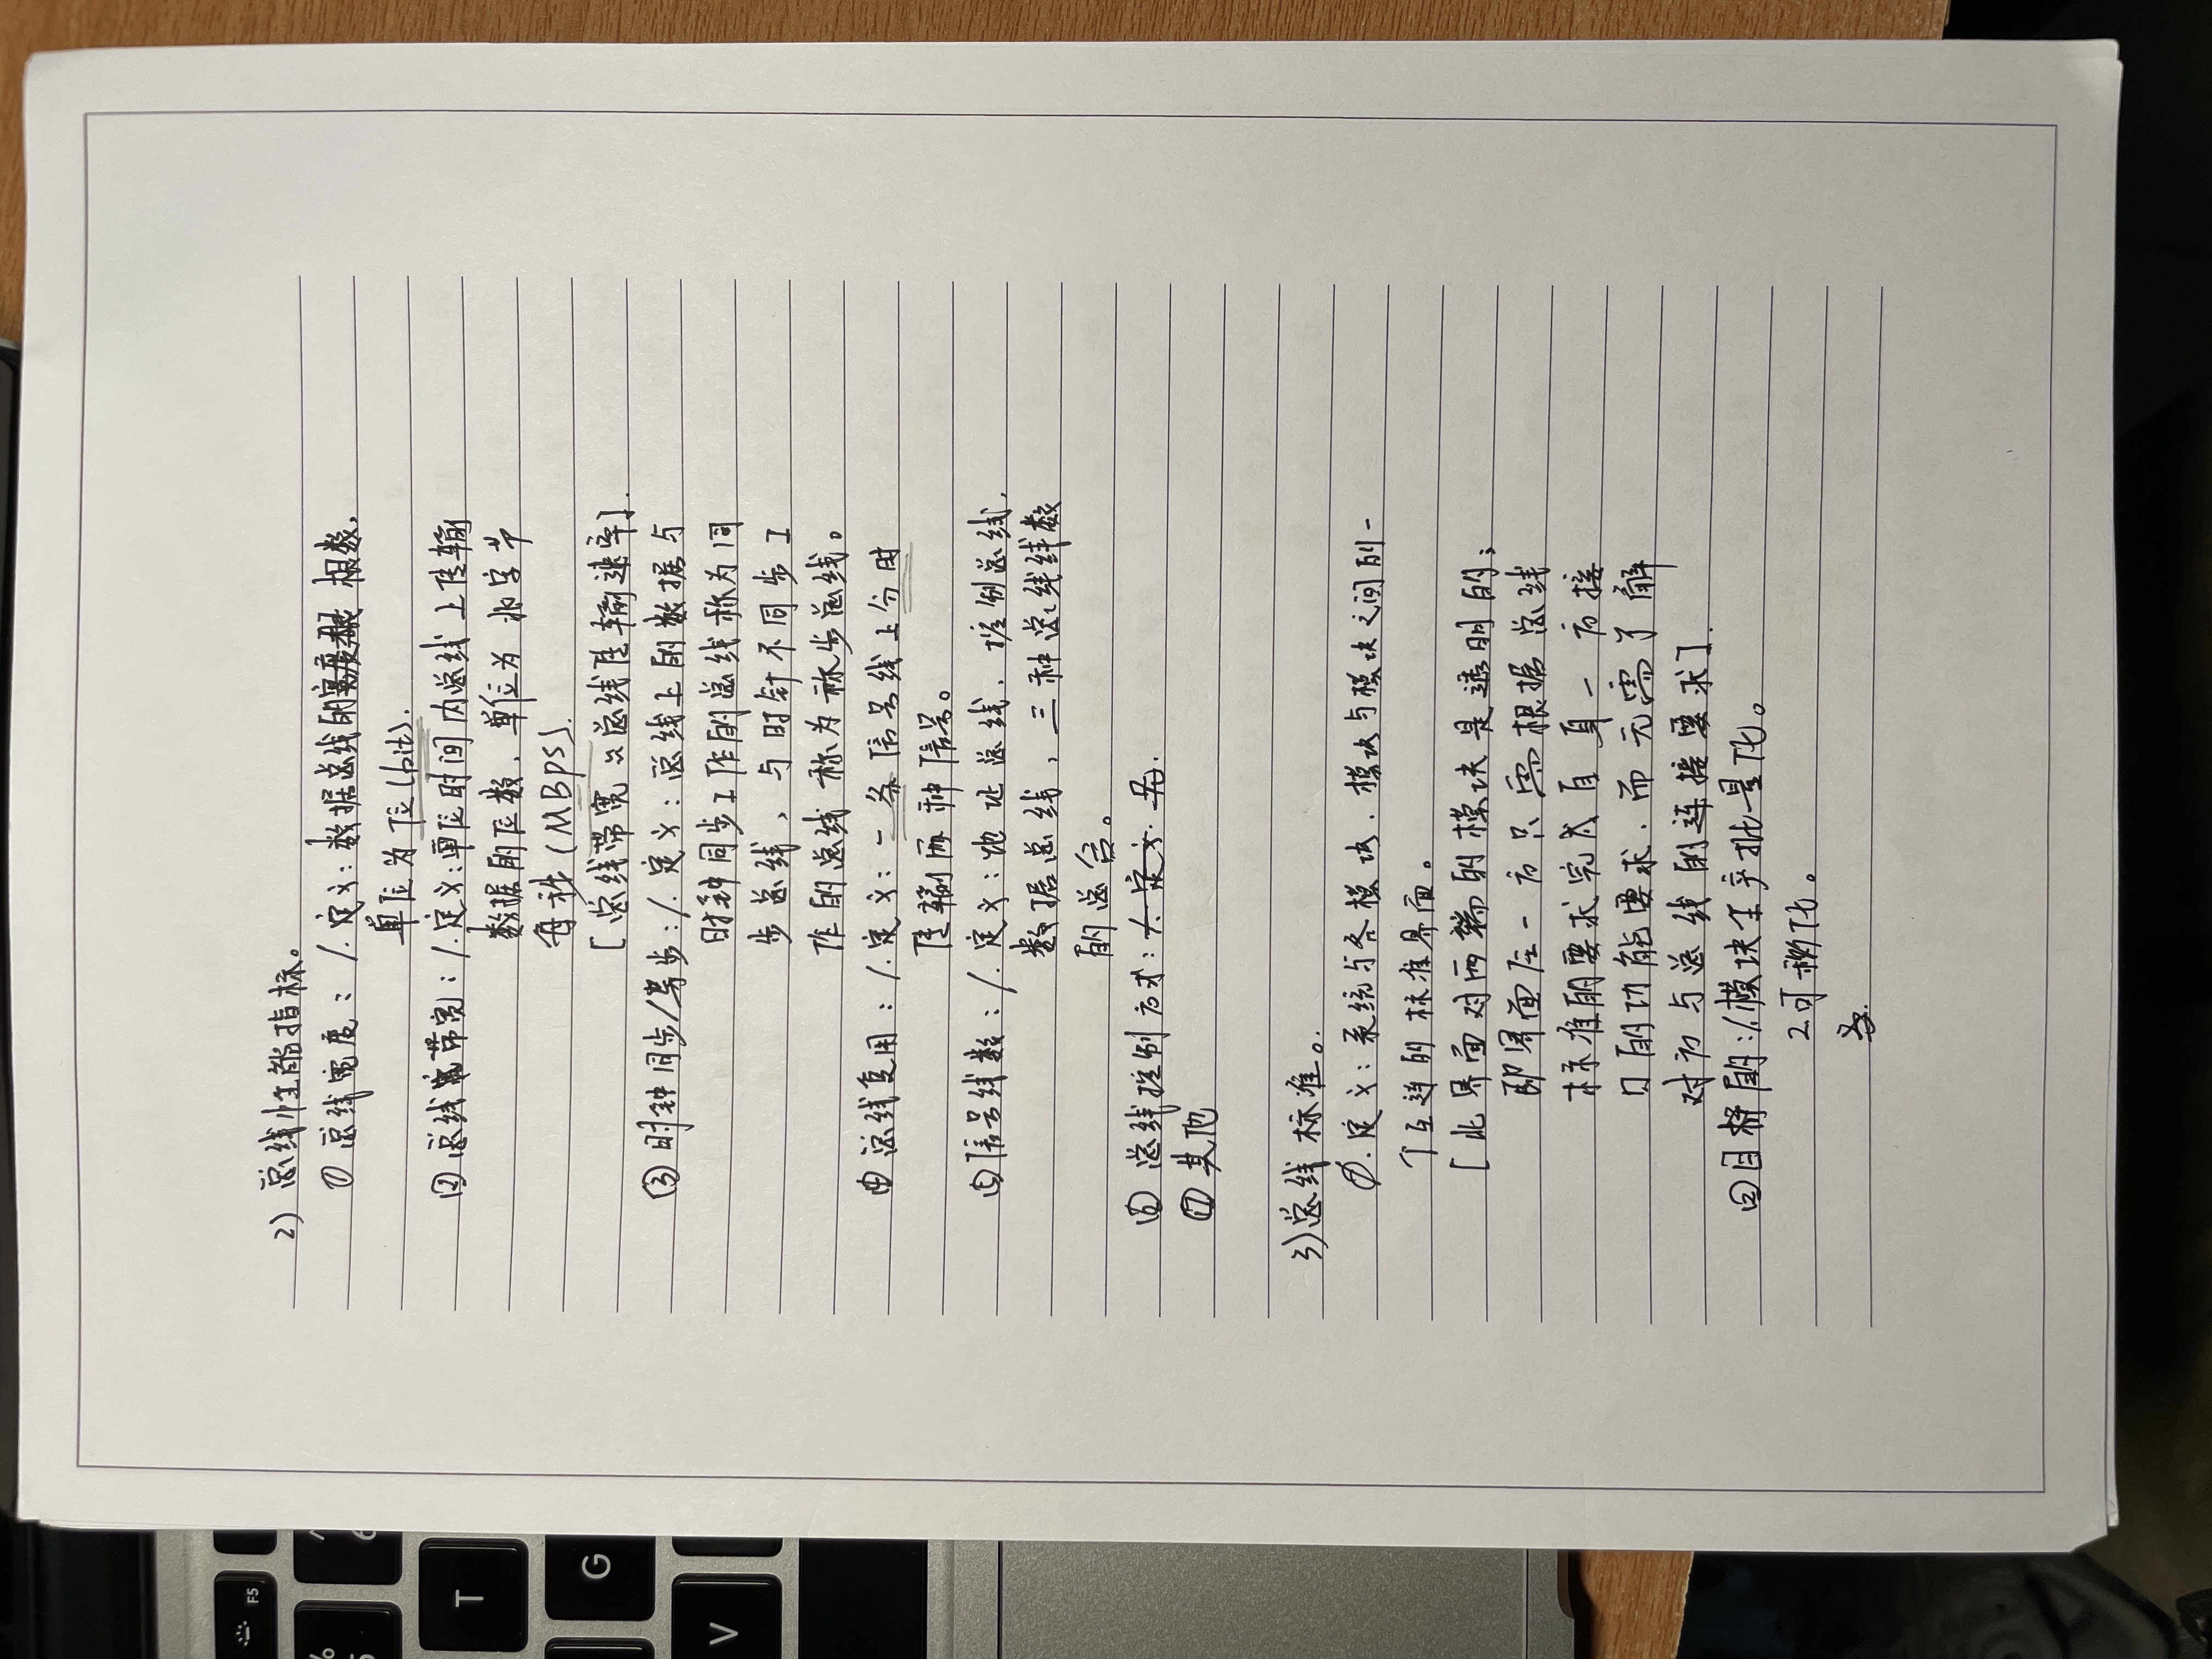 2) 总线性能指标。
① 总线宽度：1. 定义：数据总线的根数，
单位为位(bit).
② 总线带宽：1. 定义：单位时间内总线上传输
数据的位数，单位为 兆字节
每秒 (MBps).
[总线带宽 ≈ 总线传输速率].
③ 时钟同步/异步：1. 定义：总线上的数据与
时钟同步工作的总线称为同
步总线，与时针不同步工
作的总线称为称步总线。
④ 总线复用：1. 定义：一条信号线上分时
传输两种信号。
⑤ 信号线数：1. 定义：地址总线，控制总线，
数据总线，三种总线线数
的总合。
⑥ 总线控制方式：
⑦ 其他
3) 总线标准。
①. 定义：系统与各模块，模块与模块之间的一
个互连的标准界面。
[此界面对两端的模块是透明的；
即界面任一方只需根据总线
标准的要求完成自身一方接
口的功能要求，而无需了解
对方与总线的连接要求].
② 目的：1.模块生产批量化。
2.可移化。